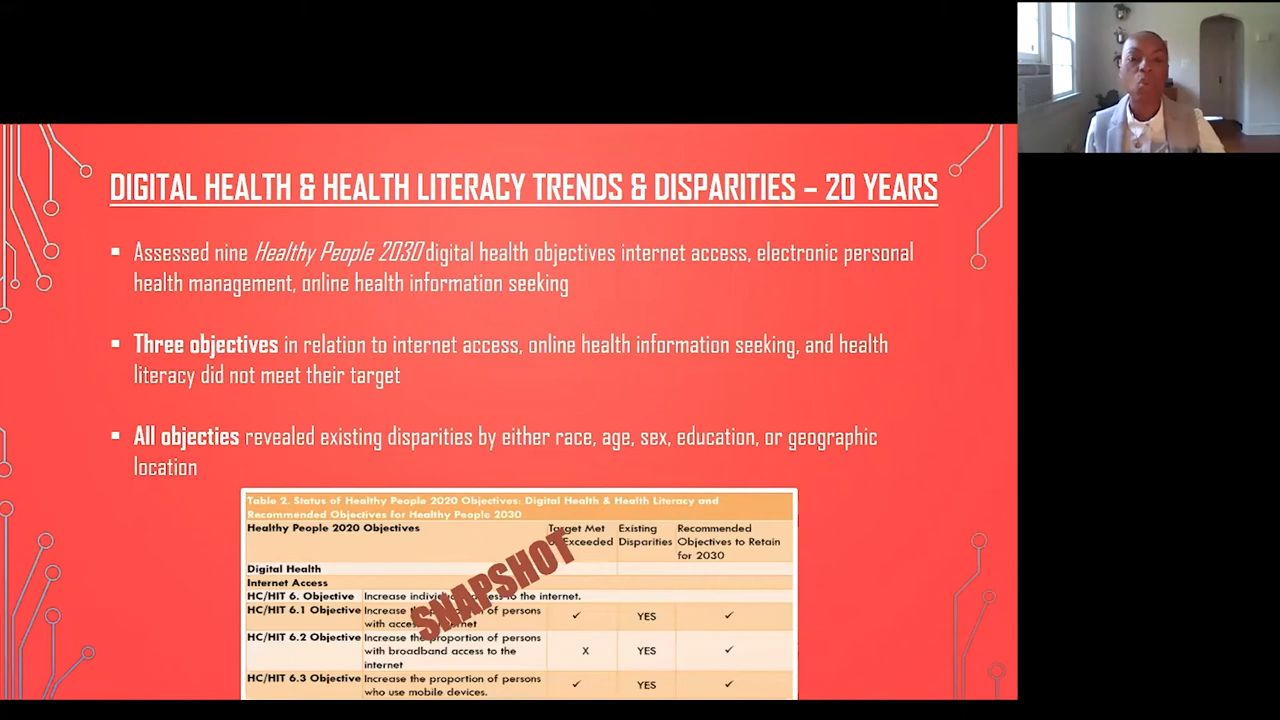 DIGITAL HEALTH & HEALTH LITERACY TRENDS & DISPARITIES – 20 YEARS
▪ Assessed nine Healthy People 2030 digital health objectives internet access, electronic personal
health management, online health information seeking
▪ Three objectives in relation to internet access, online health information seeking, and health
literacy did not meet their target
▪ All objecties revealed existing disparities by either race, age, sex, education, or geographic
location
Table 2. Status of Healthy People 2020 Objectives: Digital Health & Health Literacy and
Recommended Objectives for Healthy People 2030
Healthy People 2020 Objectives Target Met Existing Recommended
Exceeded Disparities Objectives to Retain
for 2030
Digital Health
Internet Access
HC/HIT 6. Objective Increase individual access to the internet.
HC/HIT 6.1 Objective Increase the proportion of persons
with access internet
✓ YES ✓
HC/HIT 6.2 Objective Increase the proportion of persons
with broadband access to the
internet
X YES ✓
HC/HIT 6.3 Objective Increase the proportion of persons
who use mobile devices.
✓ YES ✓
SNAPSHOT